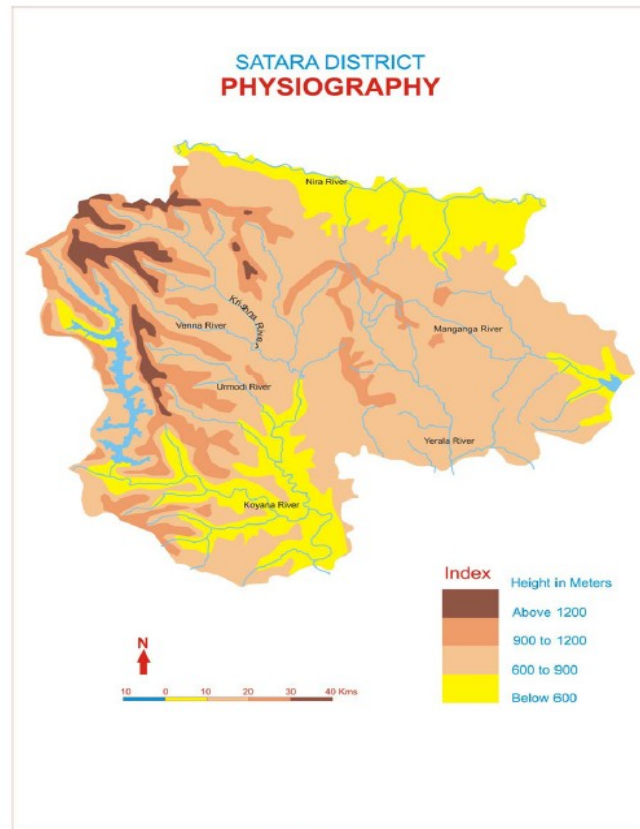 SATARA DISTRICT
PHYSIOGRAPHY
Nira River
Krishna River
Venna River
Manganga River
Urmodi River
Yerala River
Koyana River
Index
Height in Meters
Above 1200
900 to 1200
600 to 900
Below 600
N
10 0 10 20 30 40 Kms